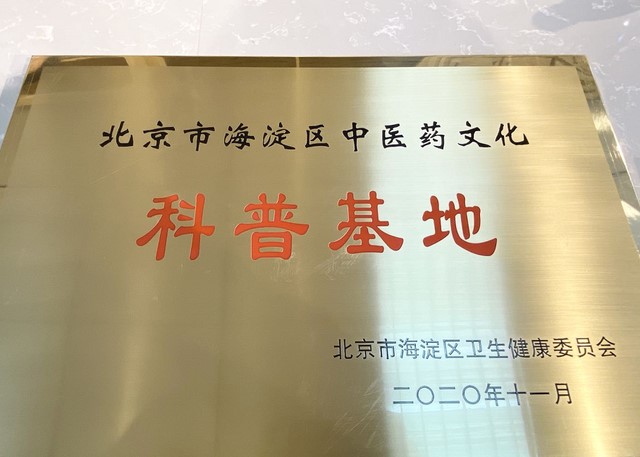 北京市海淀区中医药文化
科普基地
北京市海淀区卫生健康委员会
二〇二〇年十一月